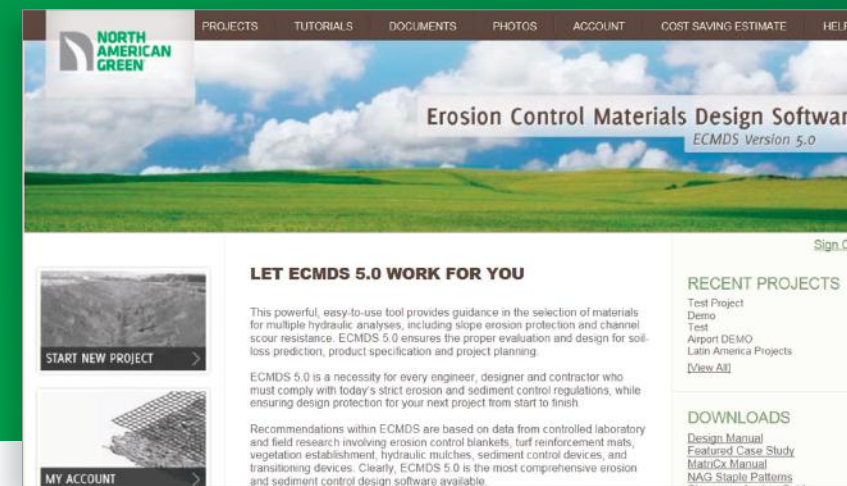 NORTH
AMERICAN
GREEN
PROJECTS TUTORIALS DOCUMENTS PHOTOS ACCOUNT COST SAVING ESTIMATE
Erosion Control Materials Design
ECMDS Version 5.0
Sign
START NEW PROJECT
MY ACCOUNT
LET ECMDS 5.0 WORK FOR YOU
This powerful, easy-to-use tool provides guidance in the selection of materials
for multiple hydraulic analyses, including slope erosion protection and channel
scour resistance. ECMDS 5.0 ensures the proper evaluation and design for soil-
loss prediction, product specification and project planning.
ECMDS 5.0 is a necessity for every engineer, designer and contractor who
must comply with today's strict erosion and sediment control regulations, while
ensuring design protection for your next project from start to finish.
Recommendations within ECMDS are based on data from controlled laboratory
and field research involving erosion control blankets, turf reinforcement mats,
vegetation establishment, hydraulic mulches, sediment control devices, and
transitioning devices. Clearly, ECMDS 5.0 is the most comprehensive erosion
and sediment control design software available.
RECENT PROJECTS
Test Project
Demo
Test
Airport DEMO
Latin America Projects
[View All]
DOWNLOADS
Design Manual
Featured Case Study
MatriCx Manual
NAG Staple Patterns